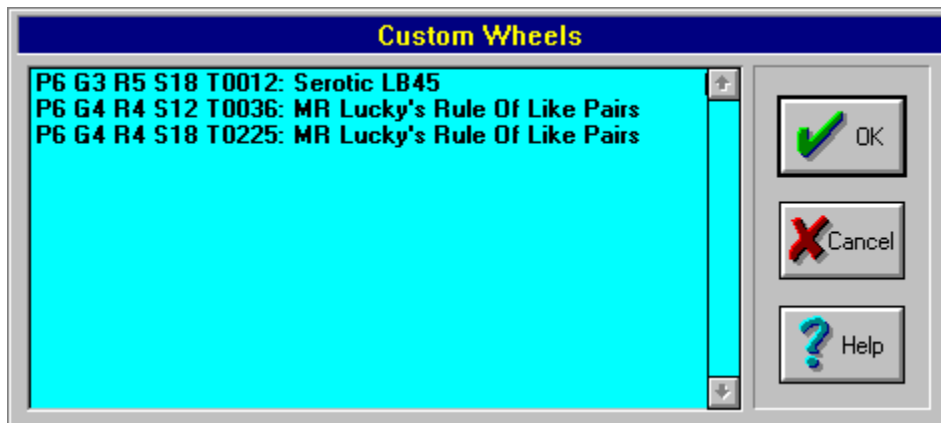 Custom Wheels
P6 G3 R5 S18 T0012: Serotic LB45
P6 G4 R4 S12 T0036: MR Lucky's Rule Of Like Pairs
P6 G4 R4 S18 T0225: MR Lucky's Rule Of Like Pairs
OK
Cancel
Help